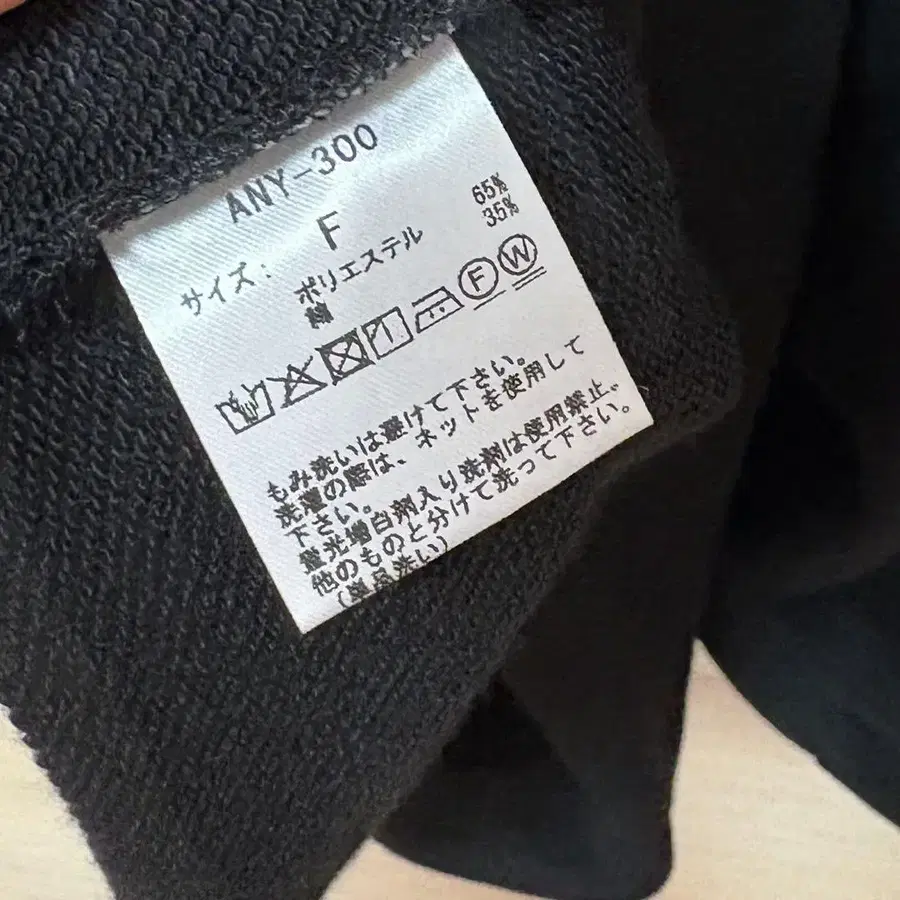 ANY-300
サイズ: F
ポリエステル 65%
綿 35%
F W
もみ洗いは避けて下さい。
洗濯の際は、ネットを使用して
下さい。
蛍光増白剤入り洗剤は使用禁止。
他のものと分けて洗って下さい。
(単品洗い)